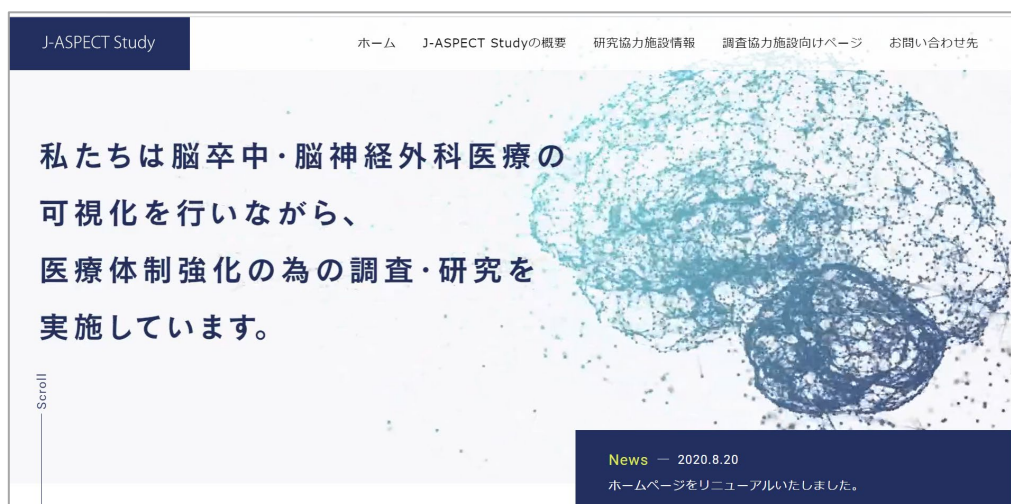 J-ASPECT Study
ホーム J-ASPECT Studyの概要 研究協力施設情報 調査協力施設向けページ お問い合わせ先
私たちは脳卒中・脳神経外科医療の
可視化を行いながら、
医療体制強化の為の調査・研究を
実施しています。
Scroll
News — 2020.8.20
ホームページをリニューアルいたしました。